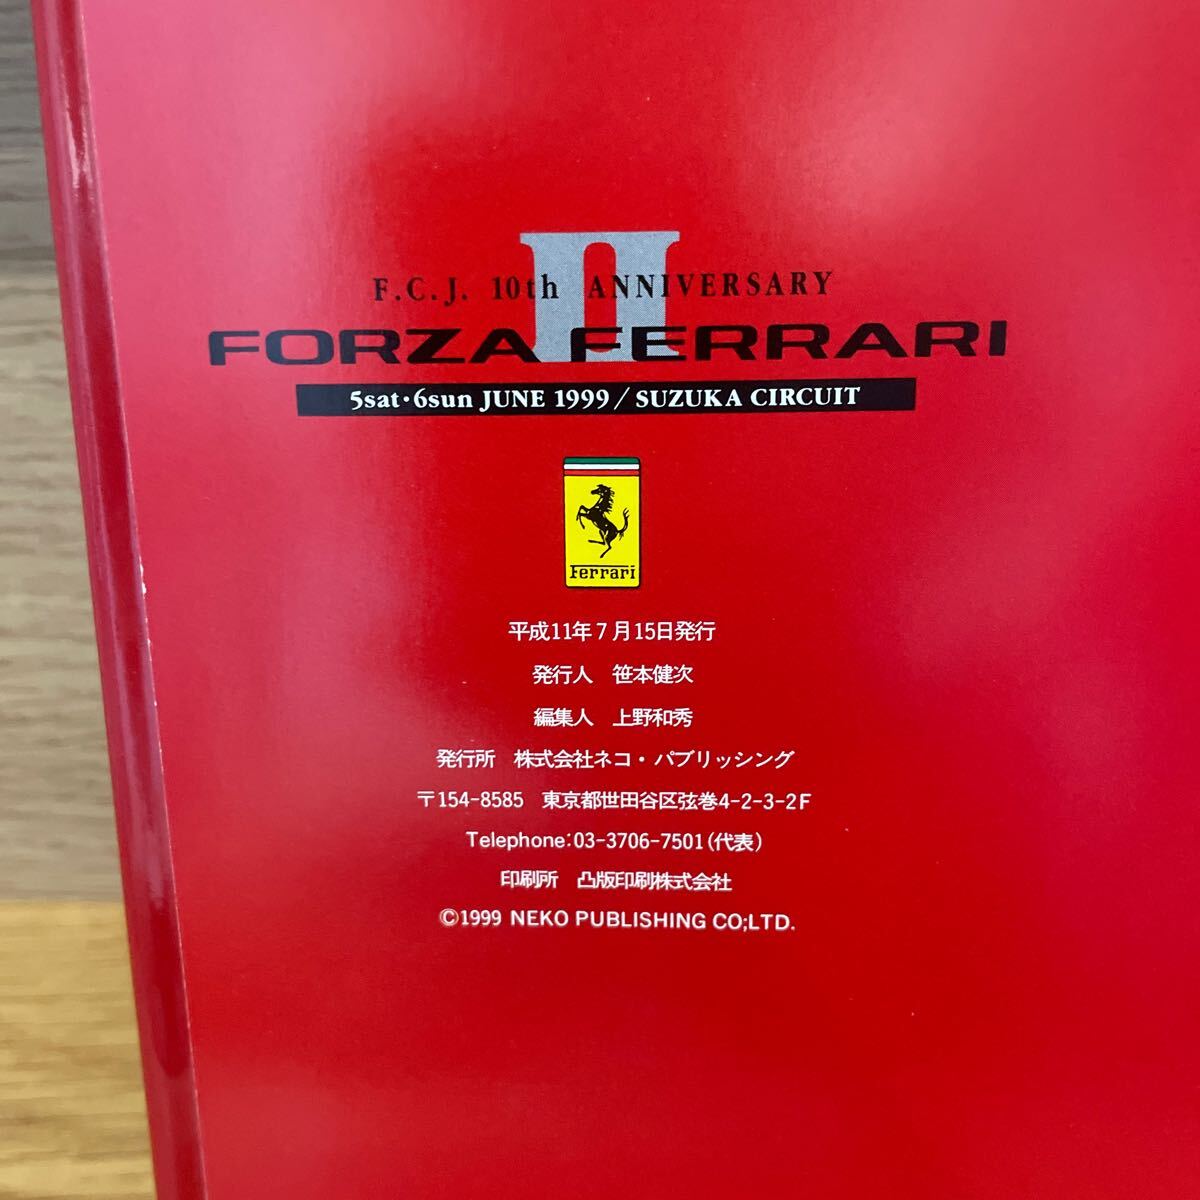 II
F.C.J. 10th ANNIVERSARY
FORZA FERRARI
5sat・6sun JUNE 1999 / SUZUKA CIRCUIT
Ferrari
平成11年7月15日発行
発行人　笹本健次
編集人　上野和秀
発行所　株式会社ネコ・パブリッシング
〒154-8585　東京都世田谷区弦巻4-2-3-2F
Telephone:03-3706-7501(代表)
印刷所　凸版印刷株式会社
©1999 NEKO PUBLISHING CO;LTD.